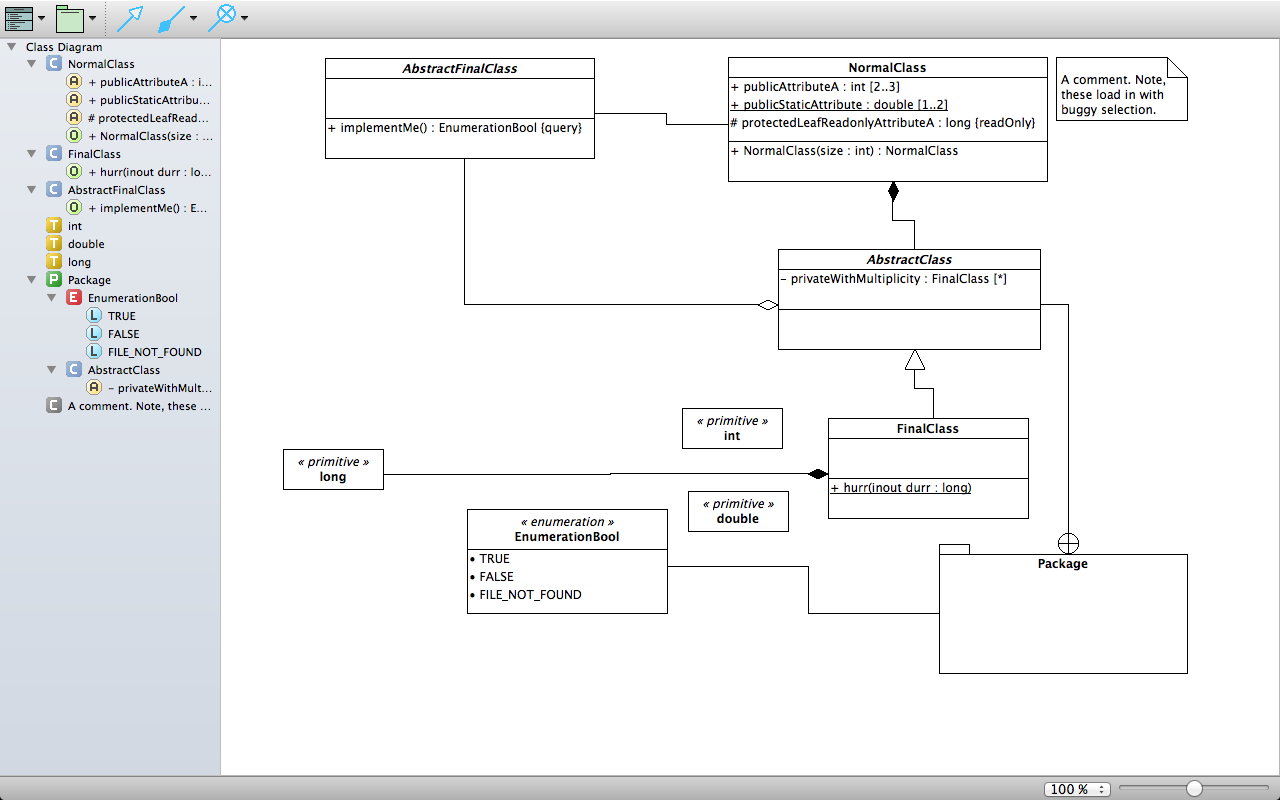 Class Diagram
NormalClass
+ publicAttributeA : i...
+ publicStaticAttribu...
# protectedLeafRead...
+ NormalClass(size : ...
FinalClass
+ hurr(inout durr : lo...
AbstractFinalClass
+ implementMe() : E...
int
double
long
Package
EnumerationBool
TRUE
FALSE
FILE_NOT_FOUND
AbstractClass
- privateWithMult...
A comment. Note, these ...
AbstractFinalClass
+ implementMe() : EnumerationBool {query}
NormalClass
+ publicAttributeA : int [2..3]
+ publicStaticAttribute : double [1..2]
# protectedLeafReadonlyAttributeA : long {readOnly}
+ NormalClass(size : int) : NormalClass
A comment. Note,
these load in with
buggy selection.
AbstractClass
- privateWithMultiplicity : FinalClass [*]
« primitive »
int
FinalClass
+ hurr(inout durr : long)
« primitive »
long
« primitive »
double
« enumeration »
EnumerationBool
• TRUE
• FALSE
• FILE_NOT_FOUND
Package
100 %
C
A
A
A
O
C
O
C
O
T
T
T
P
E
L
L
L
C
A
C